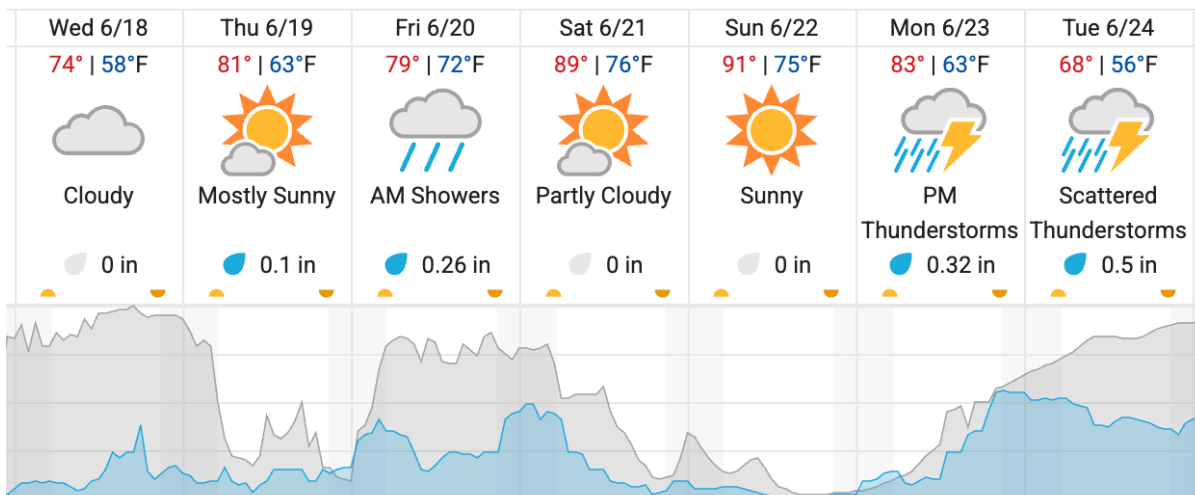 Wed 6/18
Thu 6/19
Fri 6/20
Sat 6/21
Sun 6/22
Mon 6/23
Tue 6/24
74° | 58°F
81° | 63°F
79° | 72°F
89° | 76°F
91° | 75°F
83° | 63°F
68° | 56°F
Cloudy
Mostly Sunny
AM Showers
Partly Cloudy
Sunny
PM
Thunderstorms
Scattered
Thunderstorms
0 in
0.1 in
0.26 in
0 in
0 in
0.32 in
0.5 in